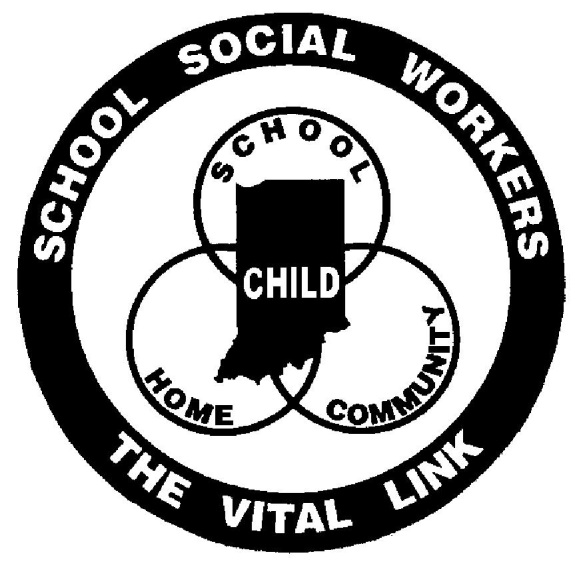 SCHOOL SOCIAL WORKERS
SCHOOL
CHILD
HOME
COMMUNITY
THE VITAL LINK